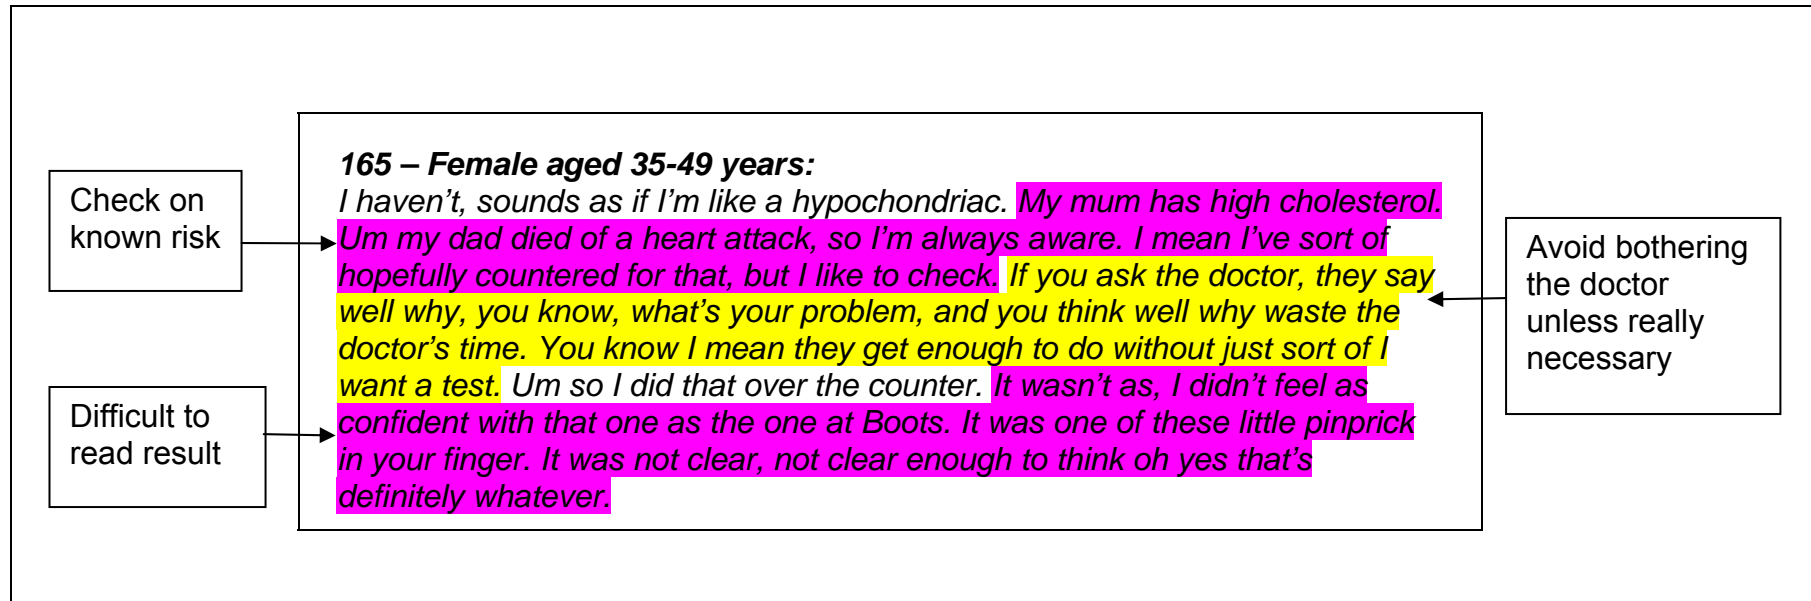 Check on
known risk
Difficult to
read result
165 – Female aged 35-49 years:
I haven’t, sounds as if I’m like a hypochondriac. My mum has high cholesterol.
Um my dad died of a heart attack, so I’m always aware. I mean I’ve sort of
hopefully countered for that, but I like to check. If you ask the doctor, they say
well why, you know, what’s your problem, and you think well why waste the
doctor’s time. You know I mean they get enough to do without just sort of I
want a test. Um so I did that over the counter. It wasn’t as, I didn’t feel as
confident with that one as the one at Boots. It was one of these little pinprick
in your finger. It was not clear, not clear enough to think oh yes that’s
definitely whatever.
Avoid bothering
the doctor
unless really
necessary